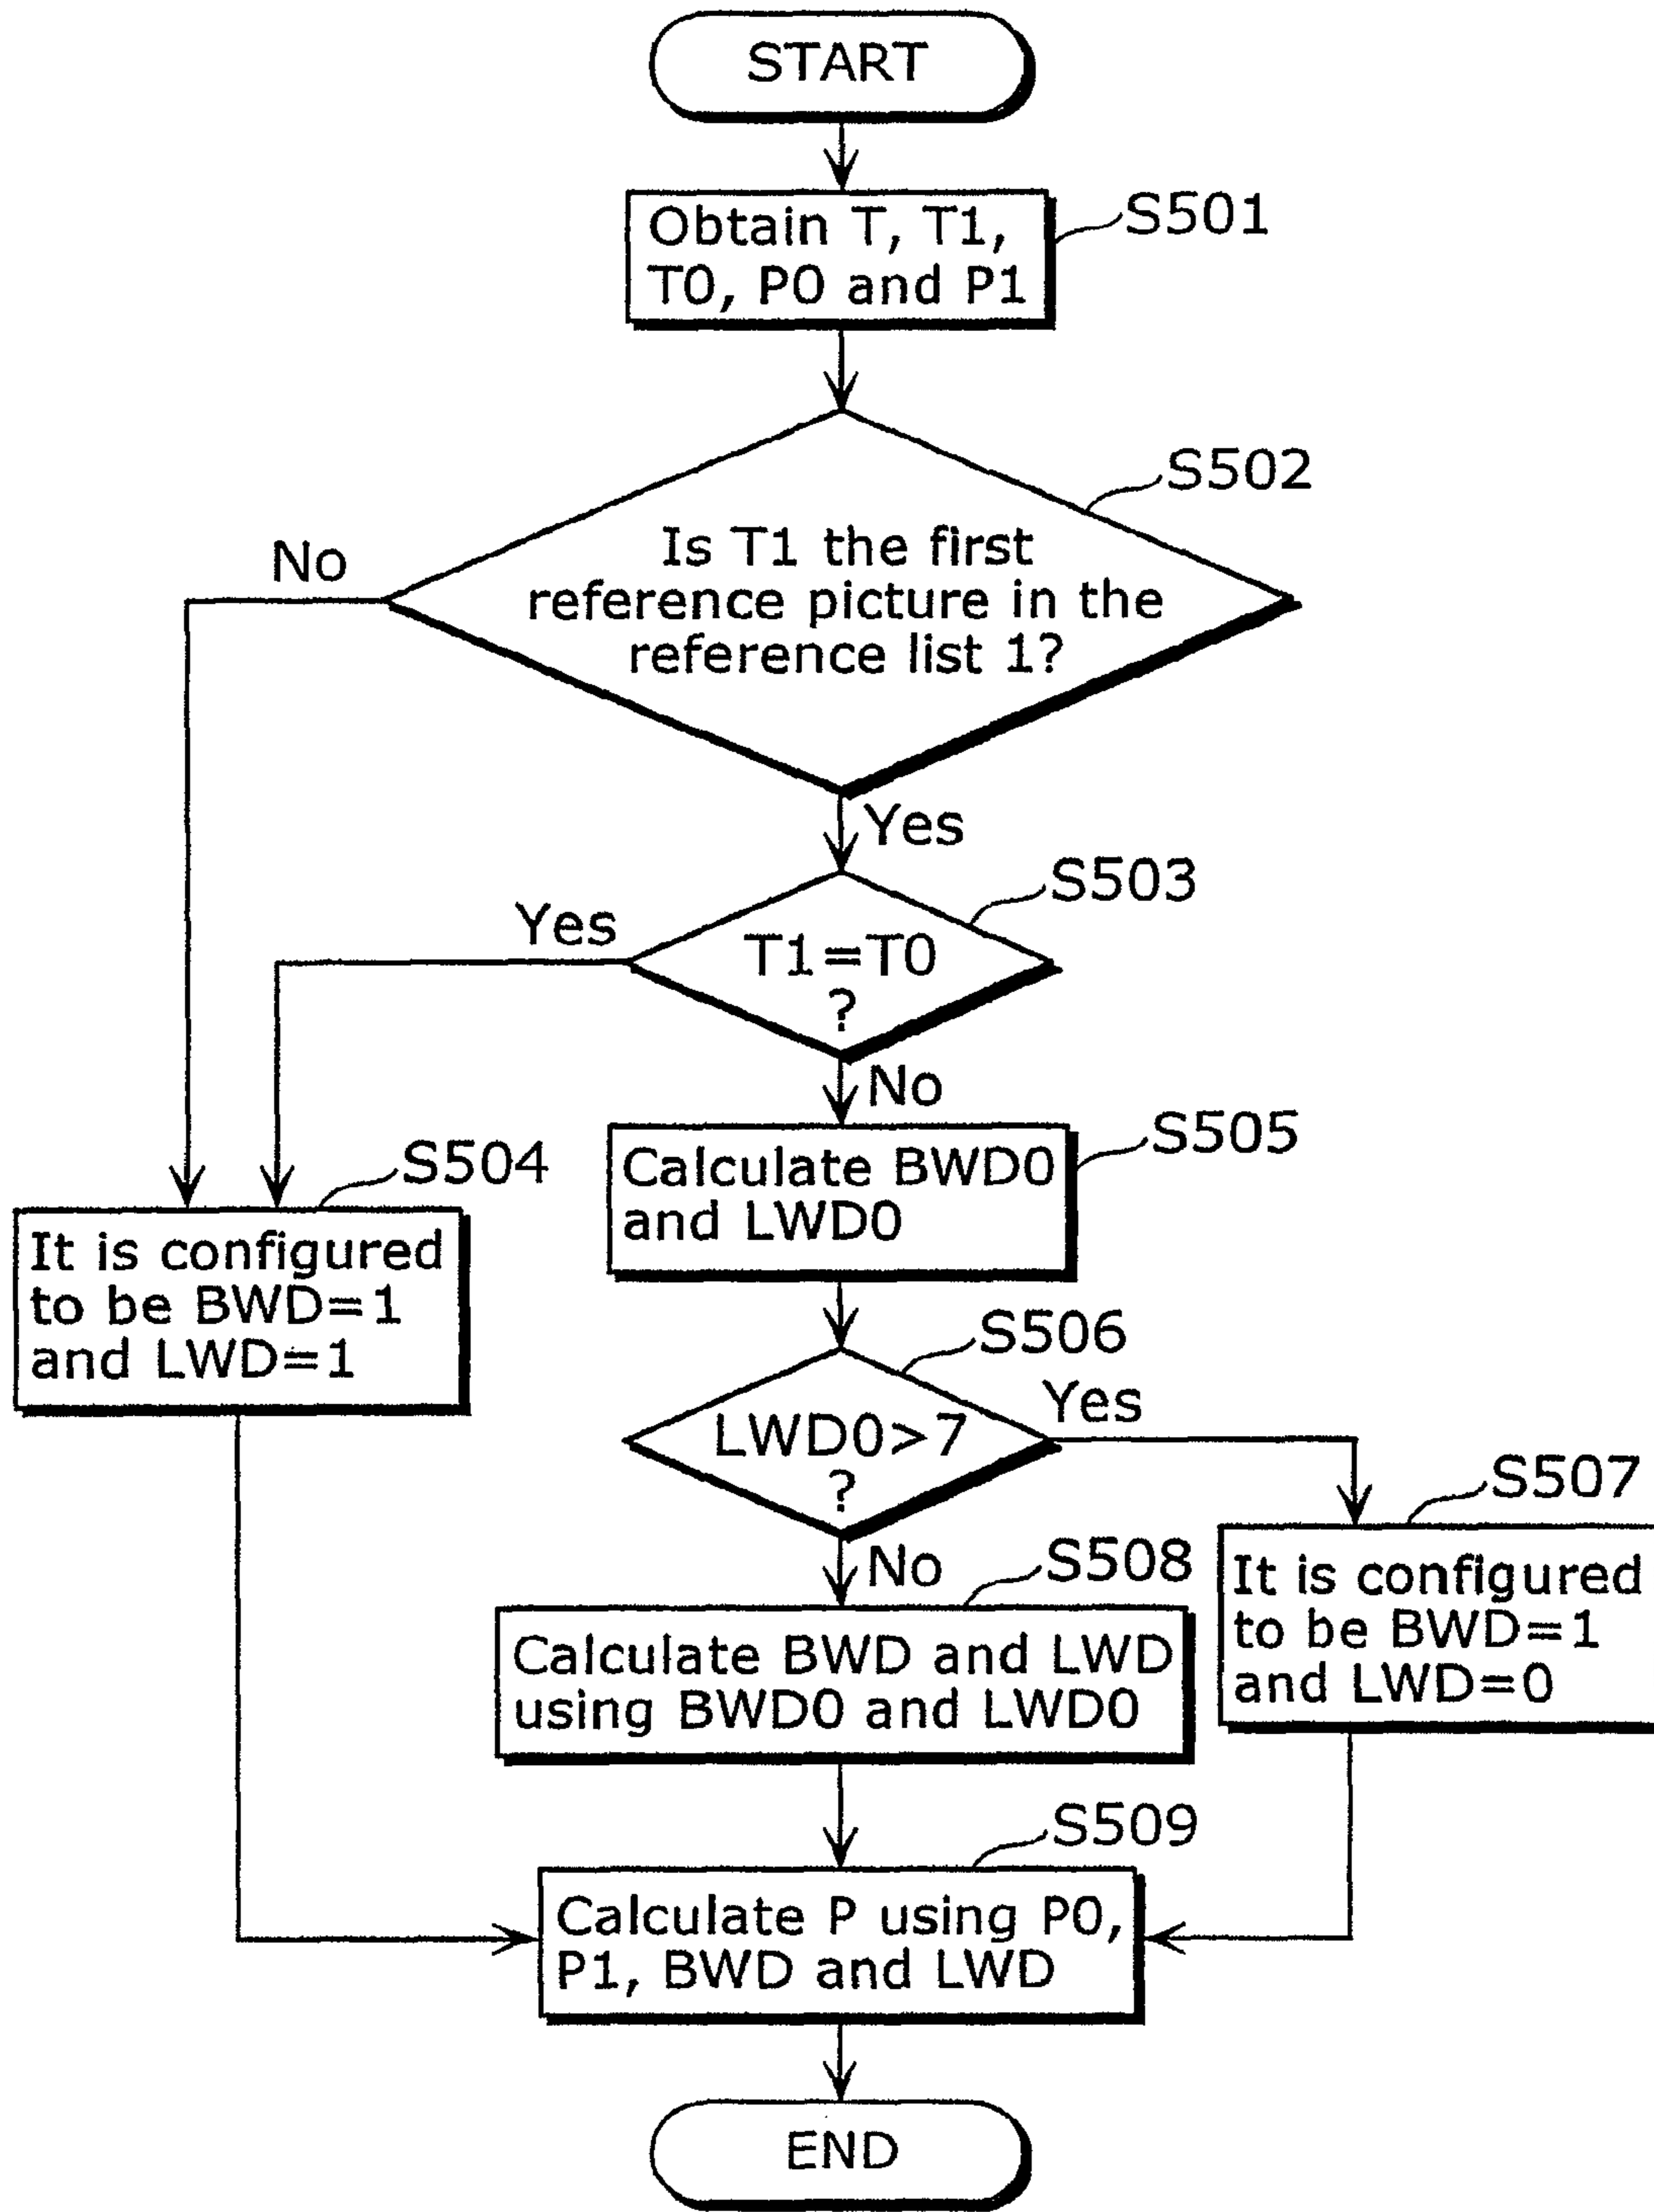 START
S501
Obtain T, T1,
T0, P0 and P1
S502
No
Is T1 the first
reference picture in the
reference list 1?
Yes
S503
Yes
T1=T0
?
No
S505
S504
Calculate BWD0
and LWD0
It is configured
to be BWD=1
and LWD=1
S506
Yes
LWD0>7
?
S507
No
S508
It is configured
to be BWD=1
and LWD=0
Calculate BWD and LWD
using BWD0 and LWD0
S509
Calculate P using P0,
P1, BWD and LWD
END